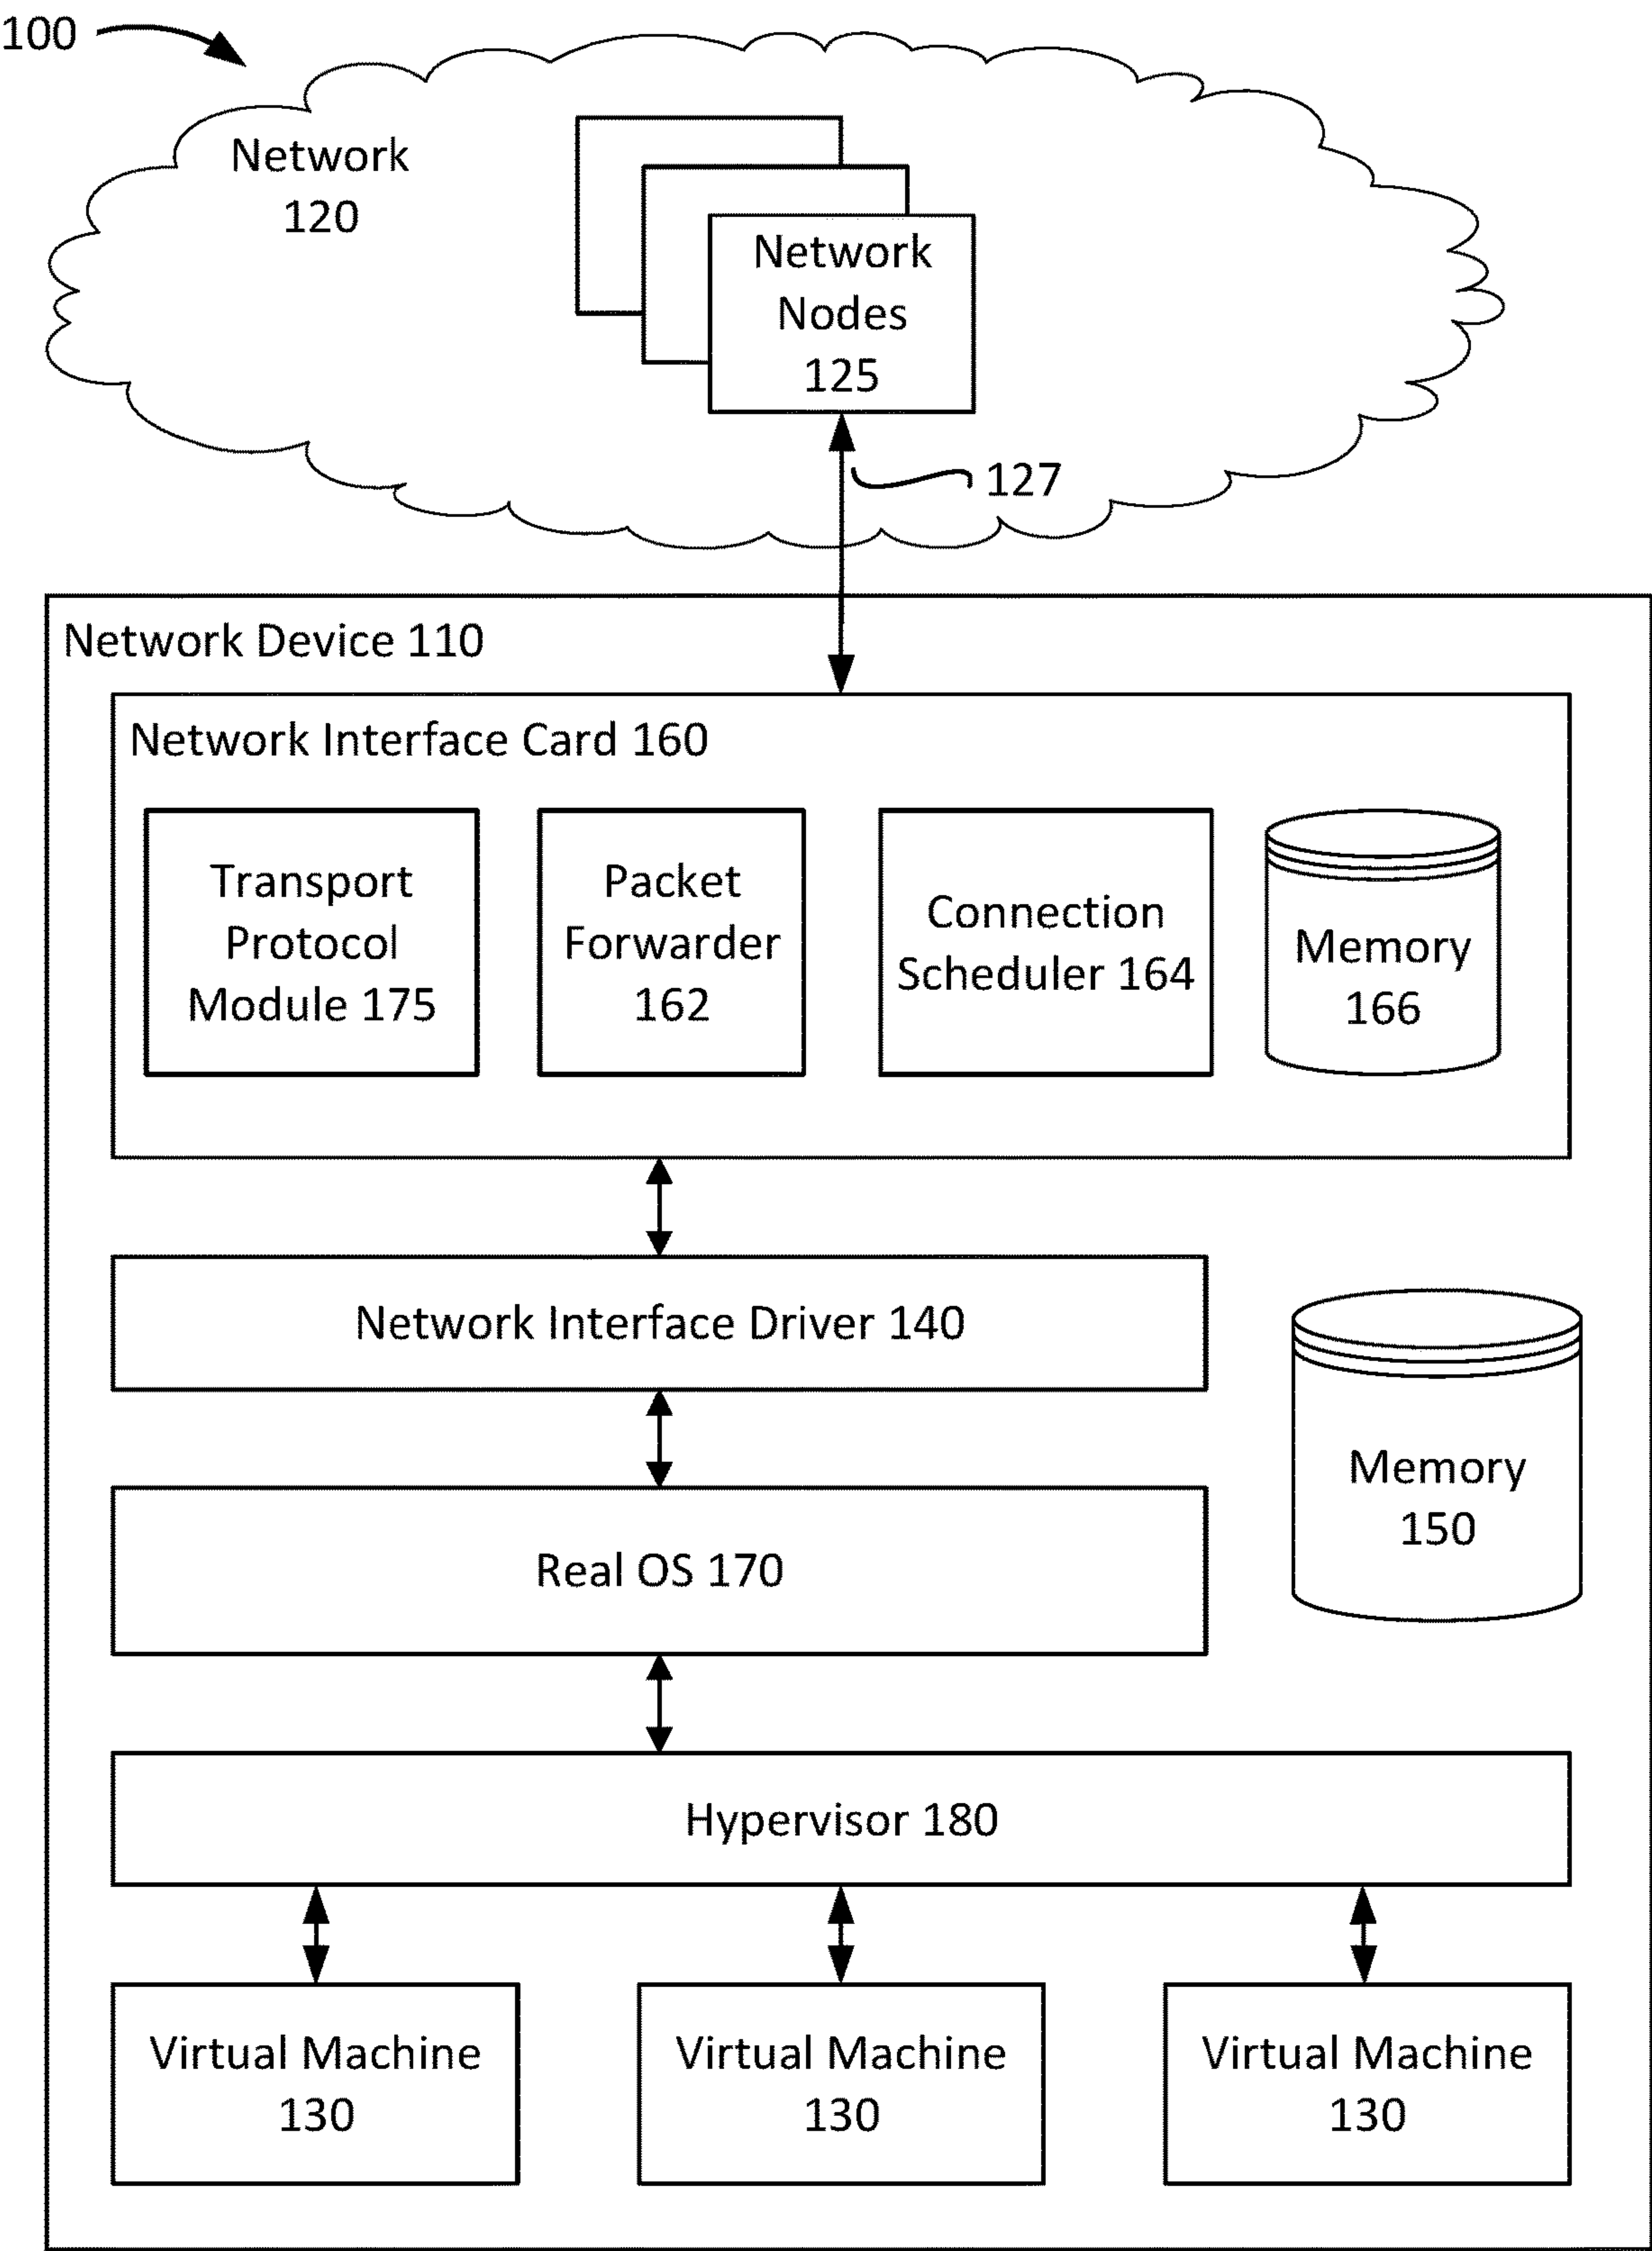 100
Network
120
Network
Nodes
125
127
Network Device 110
Network Interface Card 160
Transport
Protocol
Module 175
Packet
Forwarder
162
Connection
Scheduler 164
Memory
166
Network Interface Driver 140
Memory
150
Real OS 170
Hypervisor 180
Virtual Machine
130
Virtual Machine
130
Virtual Machine
130